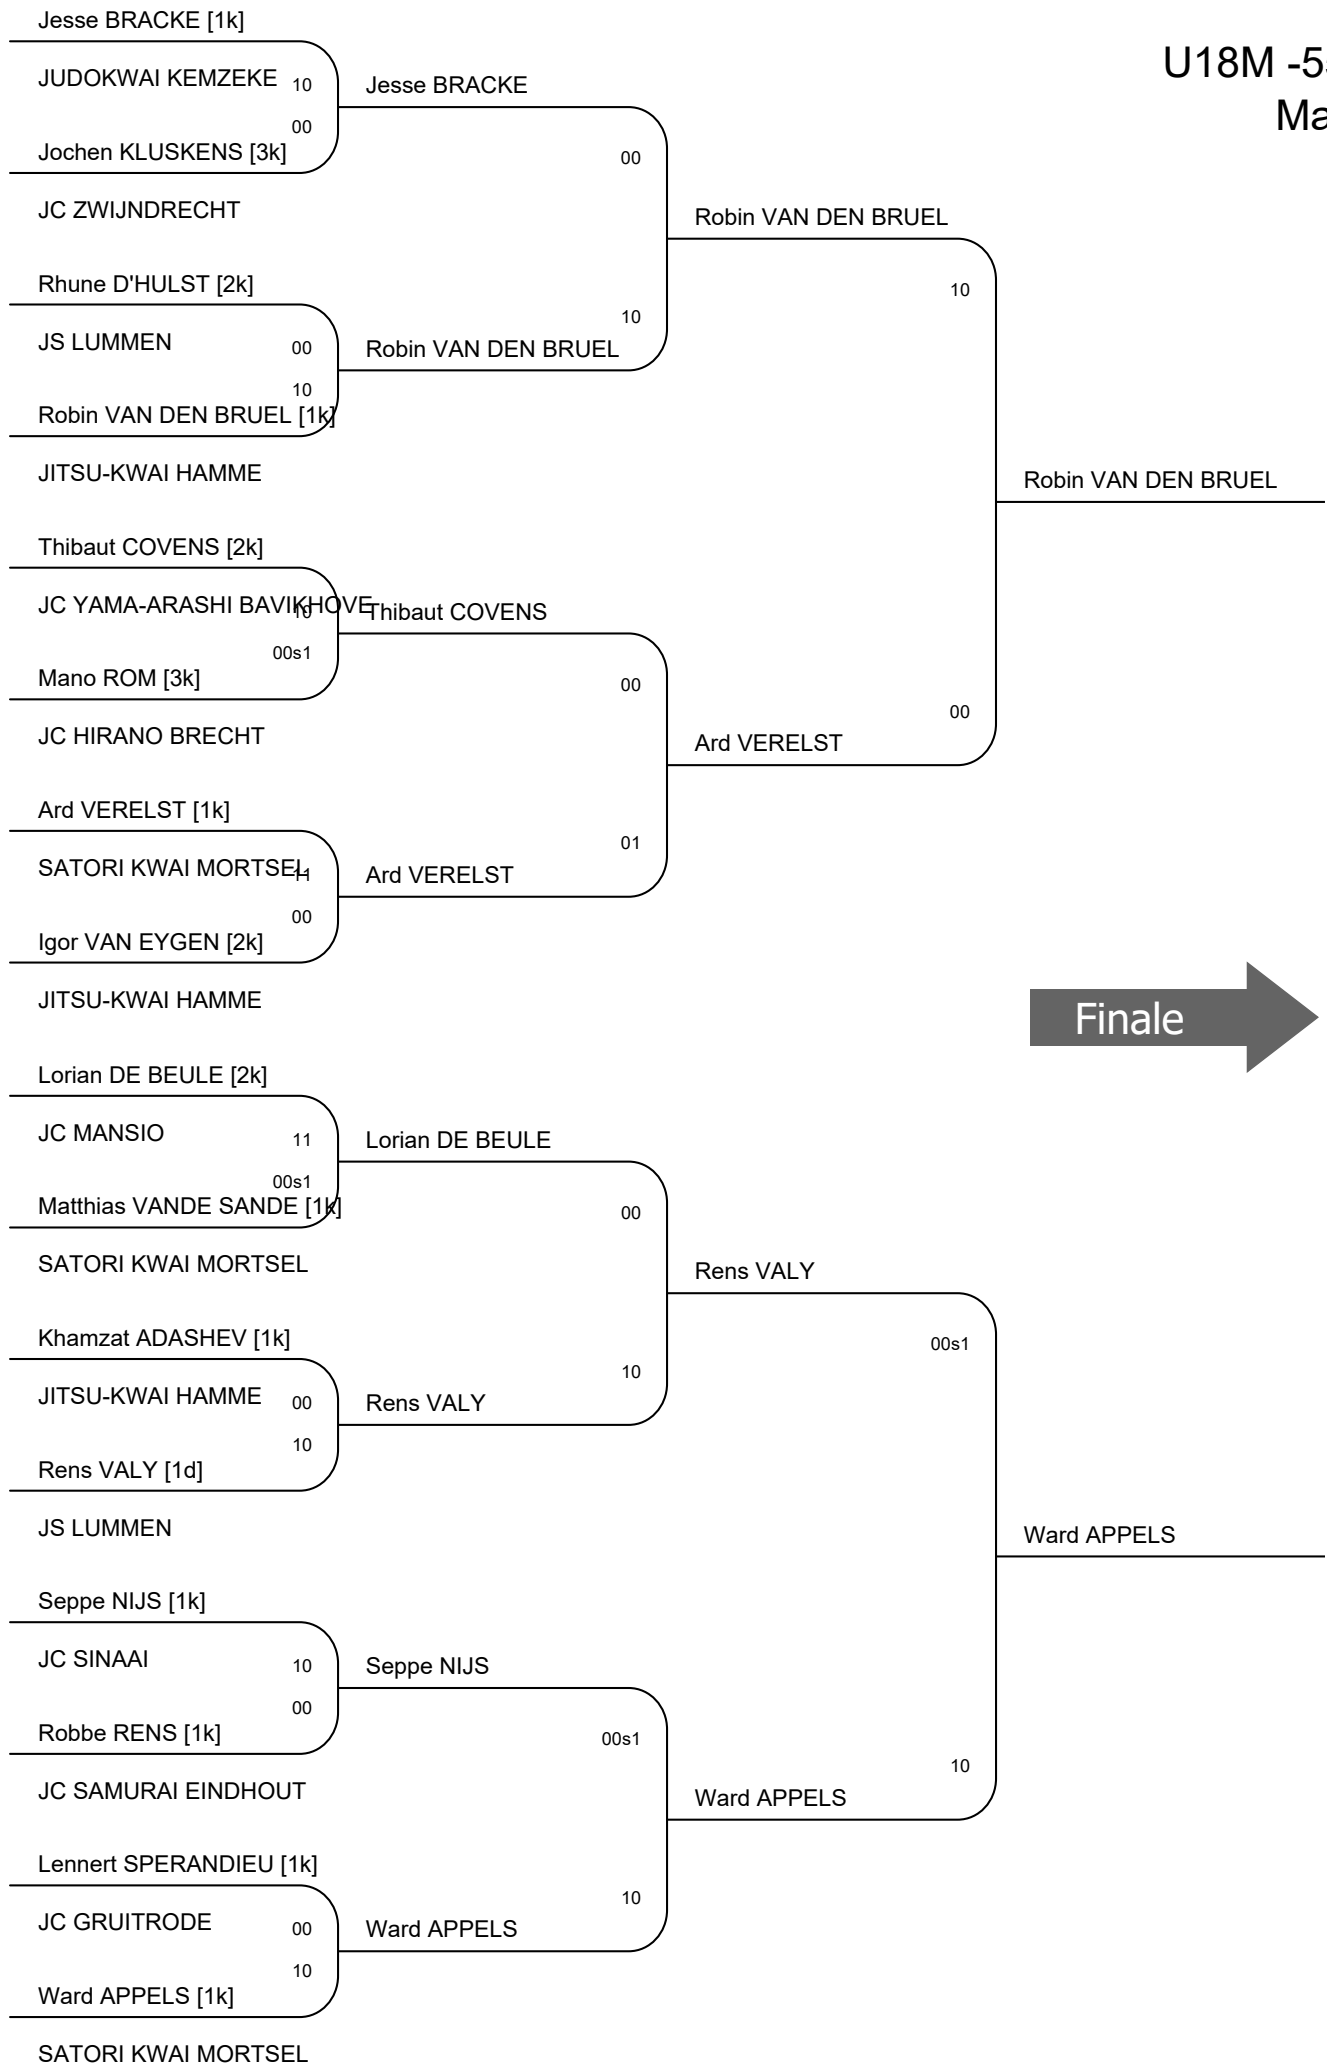 Jesse BRACKE [1k]
U18M -5
Ma
JUDOKWAI KEMZEKE
10
Jesse BRACKE
00
Jochen KLUSKENS [3k]
00
JC ZWIJNDRECHT
Robin VAN DEN BRUEL
Rhune D'HULST [2k]
10
10
JS LUMMEN
00
Robin VAN DEN BRUEL
10
Robin VAN DEN BRUEL [1k]
JITSU-KWAI HAMME
Robin VAN DEN BRUEL
Thibaut COVENS [2k]
JC YAMA-ARASHI BAVIKHOVE
10
Thibaut COVENS
00s1
Mano ROM [3k]
00
00
JC HIRANO BRECHT
Ard VERELST
Ard VERELST [1k]
01
SATORI KWAI MORTSEL
11
Ard VERELST
00
Igor VAN EYGEN [2k]
JITSU-KWAI HAMME
Finale
Lorian DE BEULE [2k]
JC MANSIO
11
Lorian DE BEULE
00s1
Matthias VANDE SANDE [1k]
00
SATORI KWAI MORTSEL
Rens VALY
Khamzat ADASHEV [1k]
00s1
10
JITSU-KWAI HAMME
00
Rens VALY
10
Rens VALY [1d]
JS LUMMEN
Ward APPELS
Seppe NIJS [1k]
JC SINAAI
10
Seppe NIJS
00
Robbe RENS [1k]
00s1
10
JC SAMURAI EINDHOUT
Ward APPELS
Lennert SPERANDIEU [1k]
10
JC GRUITRODE
00
Ward APPELS
10
Ward APPELS [1k]
SATORI KWAI MORTSEL